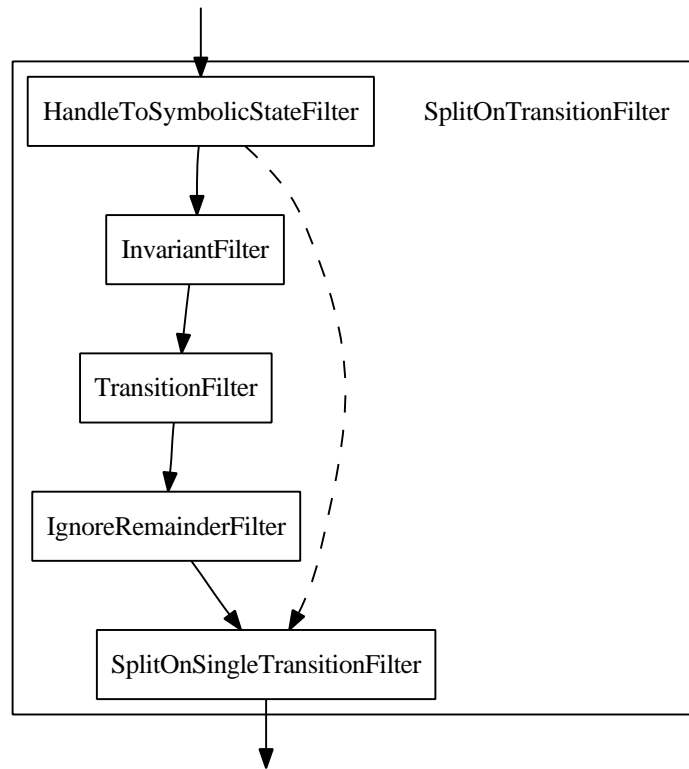 HandleToSymbolicStateFilter
SplitOnTransitionFilter
InvariantFilter
TransitionFilter
IgnoreRemainderFilter
SplitOnSingleTransitionFilter